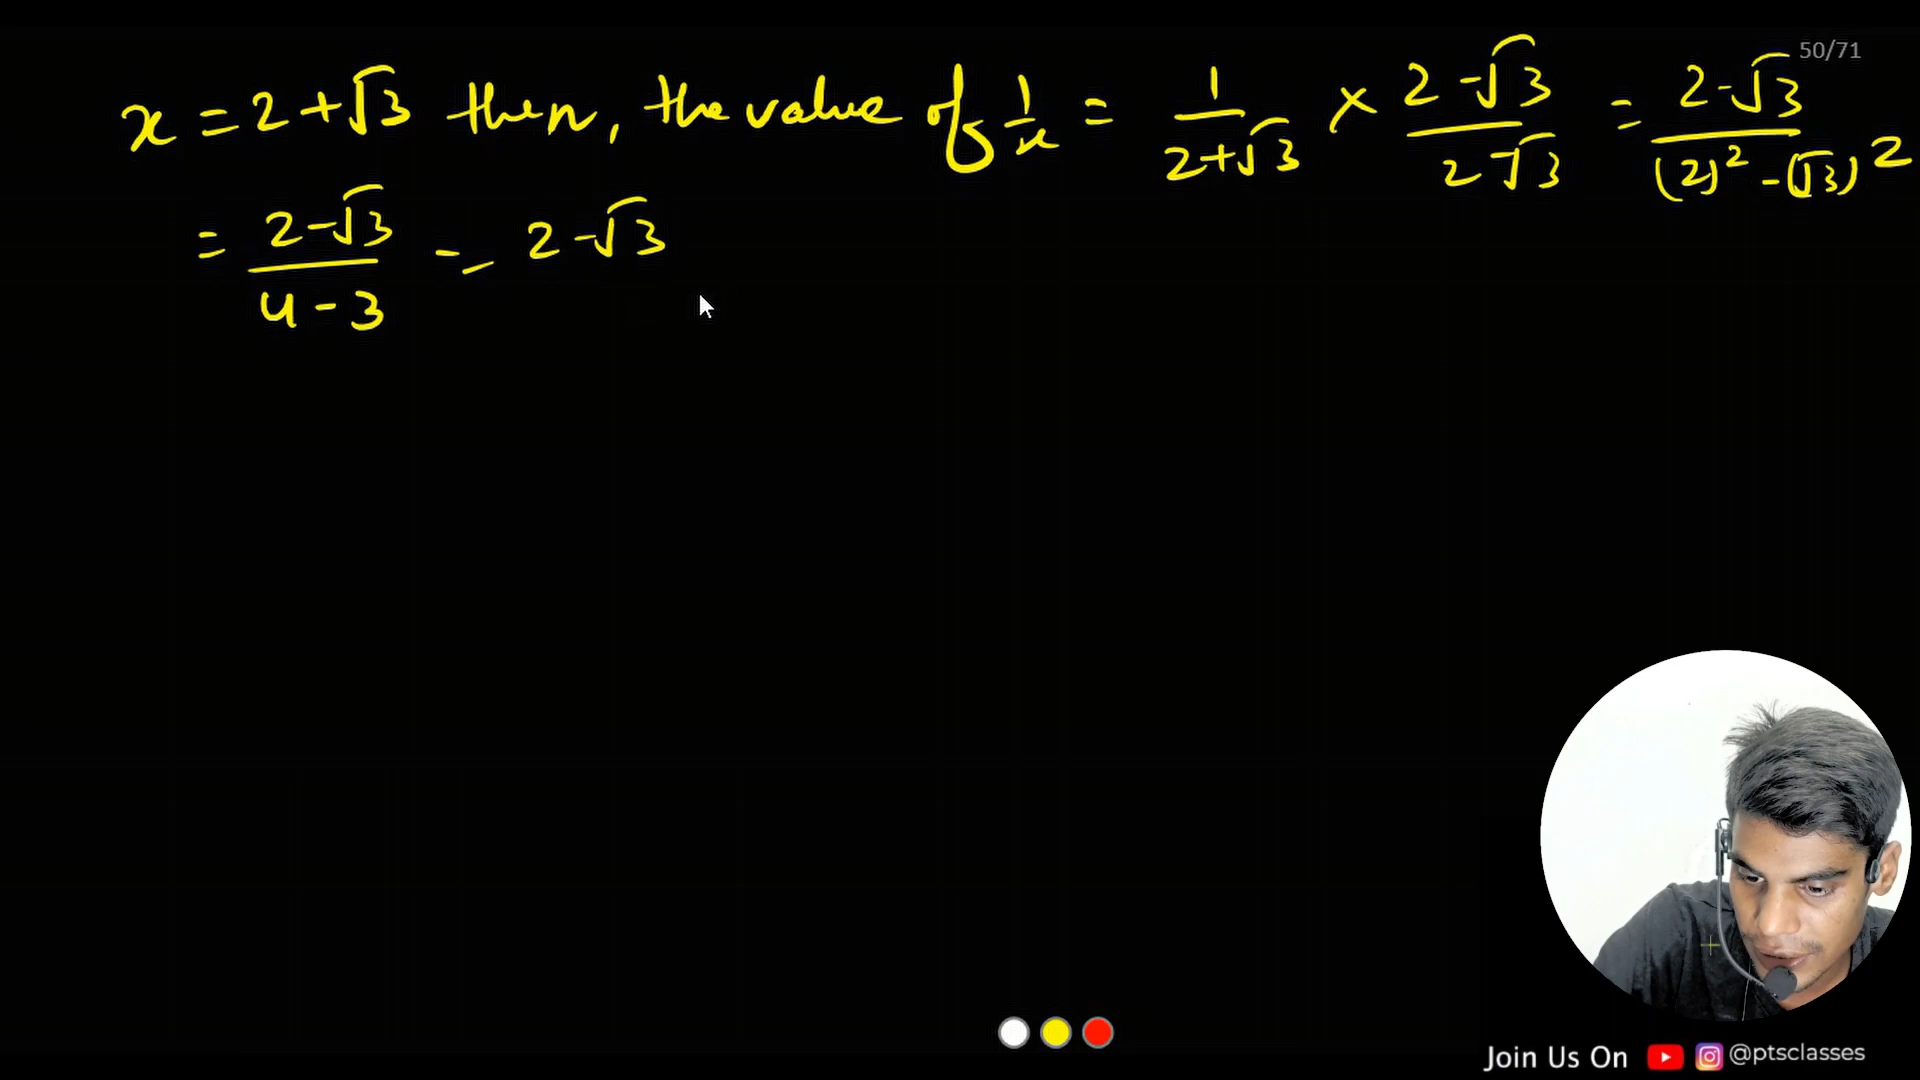 50/71
x = 2 + √3 then, the value of 1/x = 1/(2+√3) × (2-√3)/(2-√3) = (2-√3)/((2)² - (√3)²)
= (2-√3)/(4-3) = 2-√3
Join Us On @ptsclasses